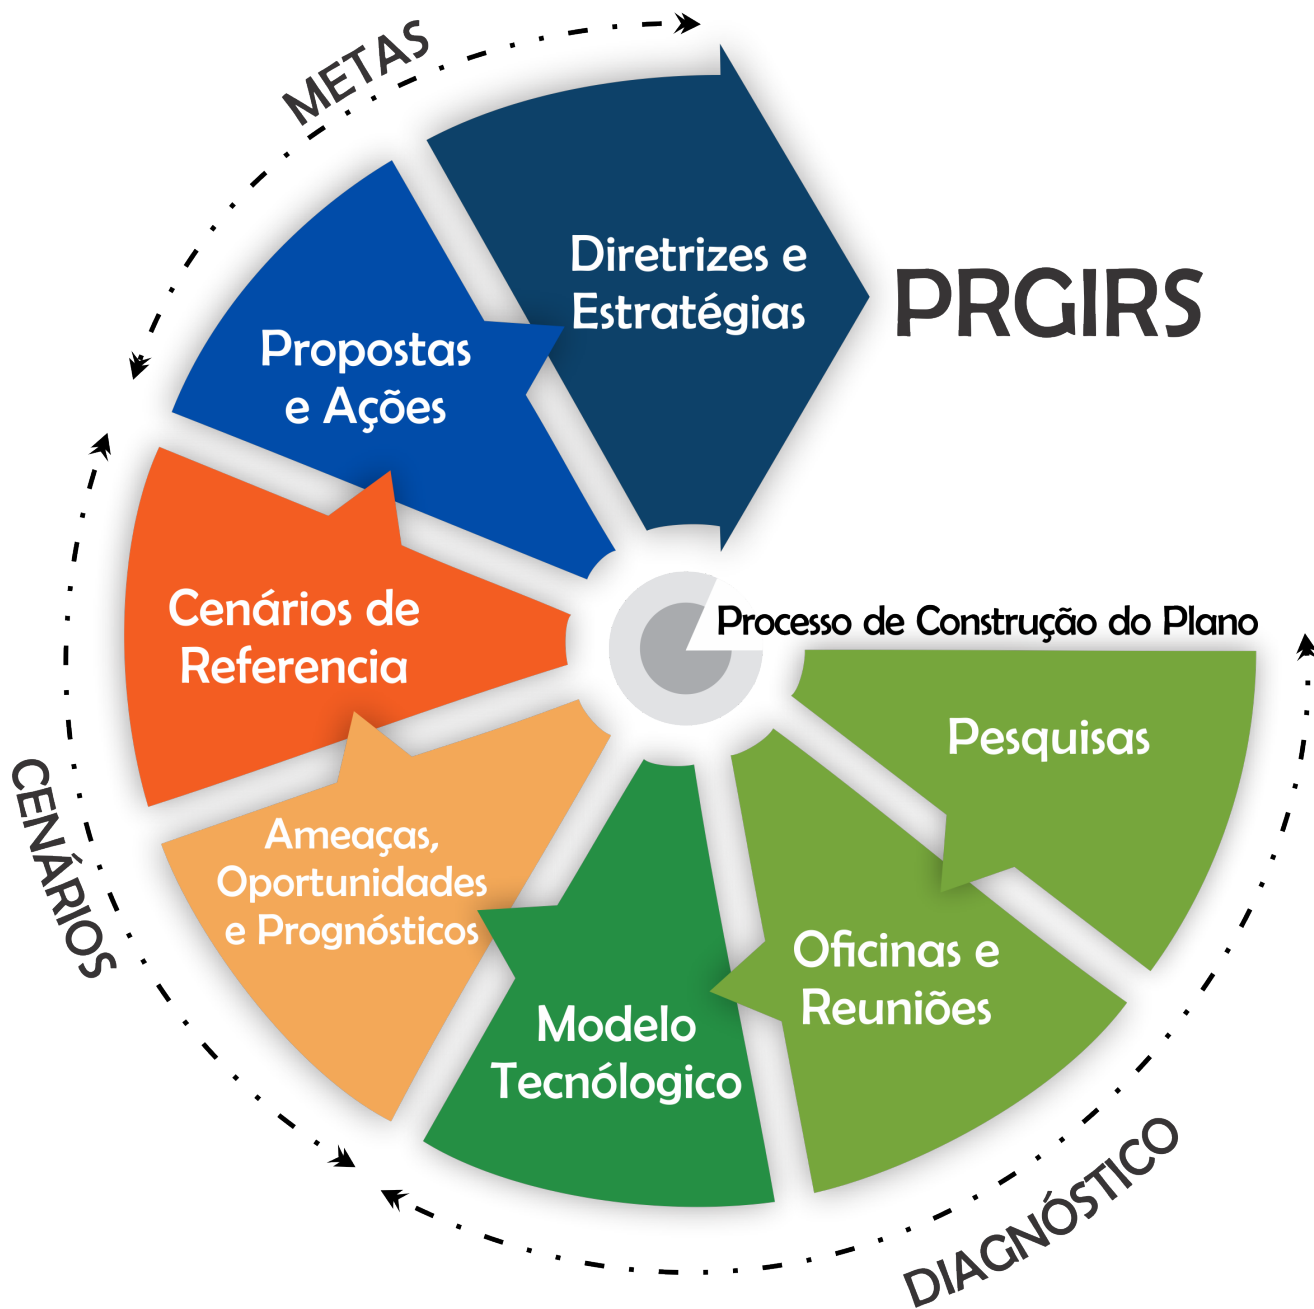 METAS
Diretrizes e
Estratégias
PRGIRS
Propostas
e Ações
Cenários de
Referencia
Processo de Construção do Plano
Pesquisas
CENÁRIOS
Ameaças,
Oportunidades
e Prognósticos
Oficinas e
Reuniões
Modelo
Tecnólogico
DIAGNÓSTICO